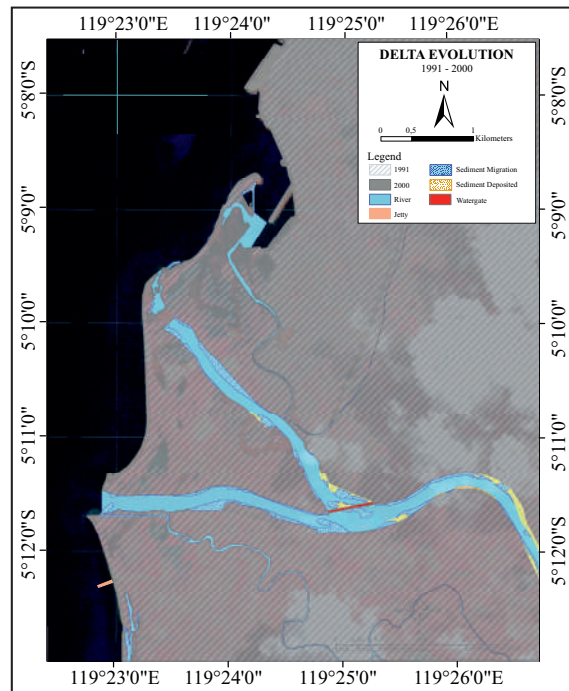 119°23'0"E 119°24'0"E 119°25'0"E 119°26'0"E
DELTA EVOLUTION
1991 - 2000
N
0 0,5 1
Kilometers
Legend
1991
2000
River
Jetty
Sediment Migration
Sediment Deposited
Watergate
5°8'0"S 5°8'0"S
5°9'0"S 5°9'0"S
5°10'0"S 5°10'0"S
5°11'0"S 5°11'0"S
5°12'0"S 5°12'0"S
119°23'0"E 119°24'0"E 119°25'0"E 119°26'0"E